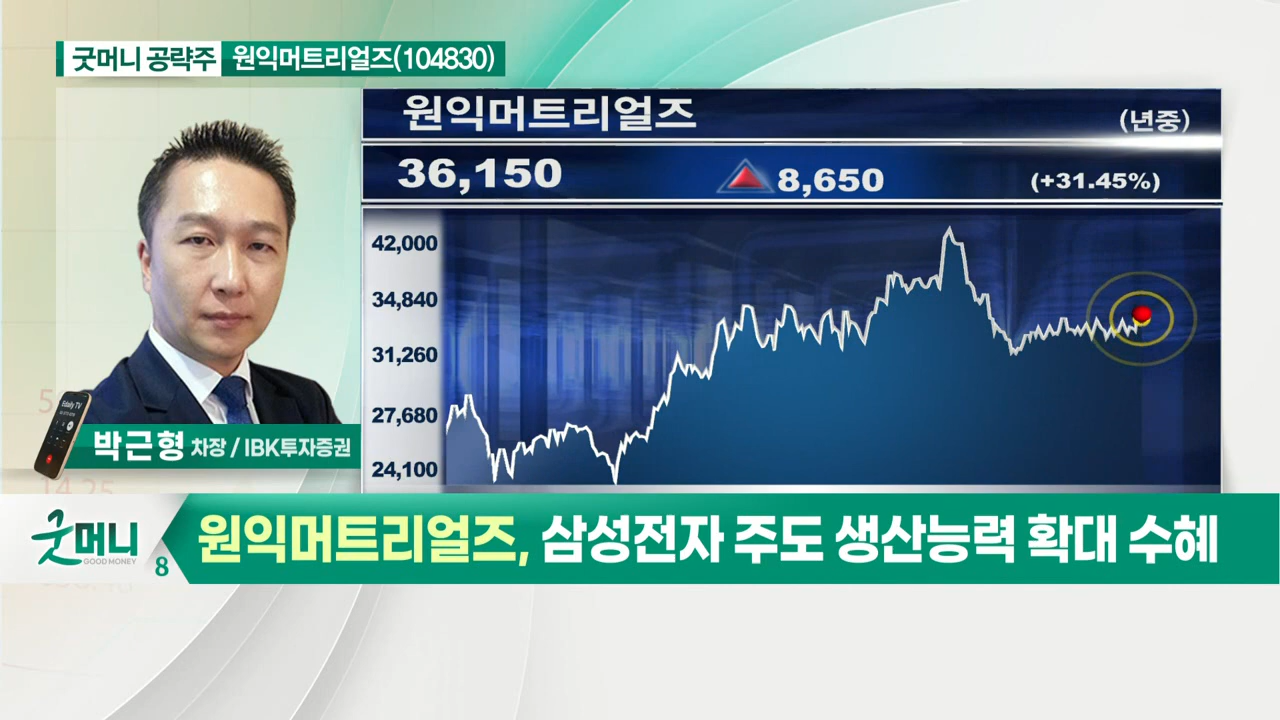 굿머니 공략주 원익머트리얼즈(104830)
원익머트리얼즈 (년중)
36,150 8,650 (+31.45%)
42,000
34,840
31,260
27,680
24,100
Edaily TV
박근형 차장 / IBK투자증권
굿머니
GOOD MONEY
8
원익머트리얼즈, 삼성전자 주도 생산능력 확대 수혜